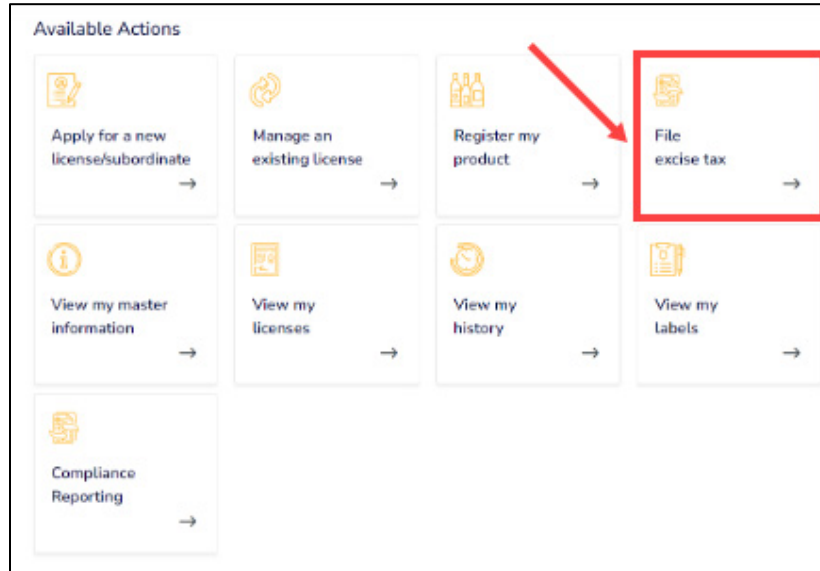 Available Actions
Apply for a new
license/subordinate
Manage an
existing license
Register my
product
File
excise tax
View my master
information
View my
licenses
View my
history
View my
labels
Compliance
Reporting